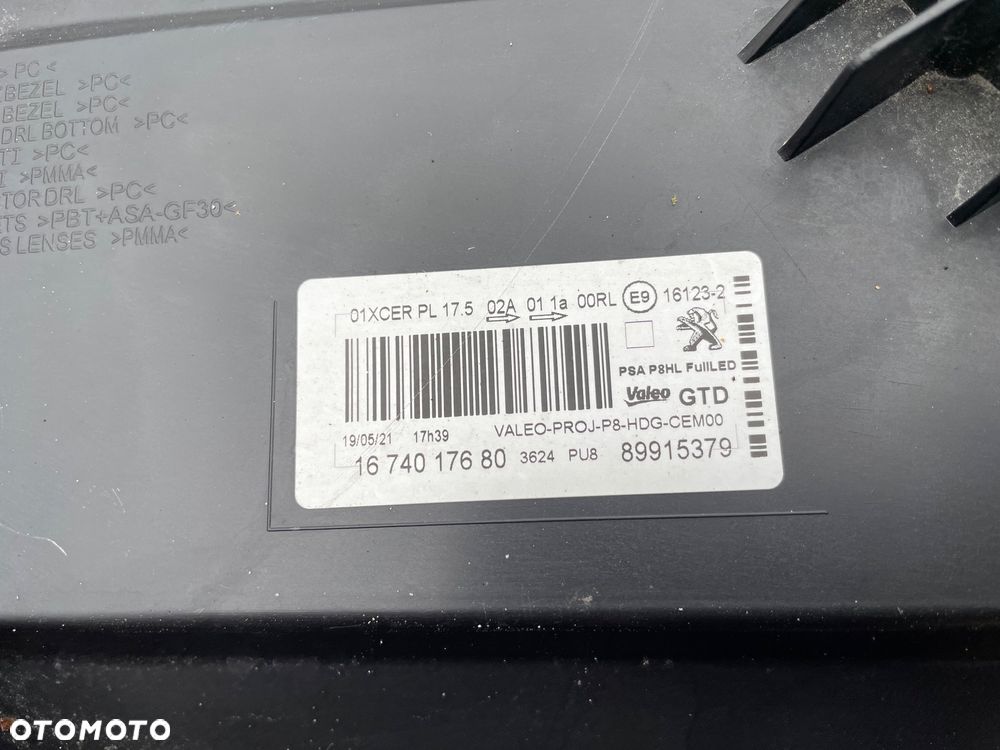 >PC<
BEZEL >PC<
BEZEL >PC<
DRL BOTTOM >PC<
TI >PC<
I >PMMA<
TOR DRL >PC<
ETS >PBT+ASA-GF30<
S LENSES >PMMA<
01XCER PL 17.5 02A 01 1a 00RL E9 16123-2
PSA P8HL FullLED
Valeo GTD
19/05/21 17h39 VALEO-PROJ-P8-HDG-CEM00
16 740 176 80 3624 PU8 89915379
OTOMOTO